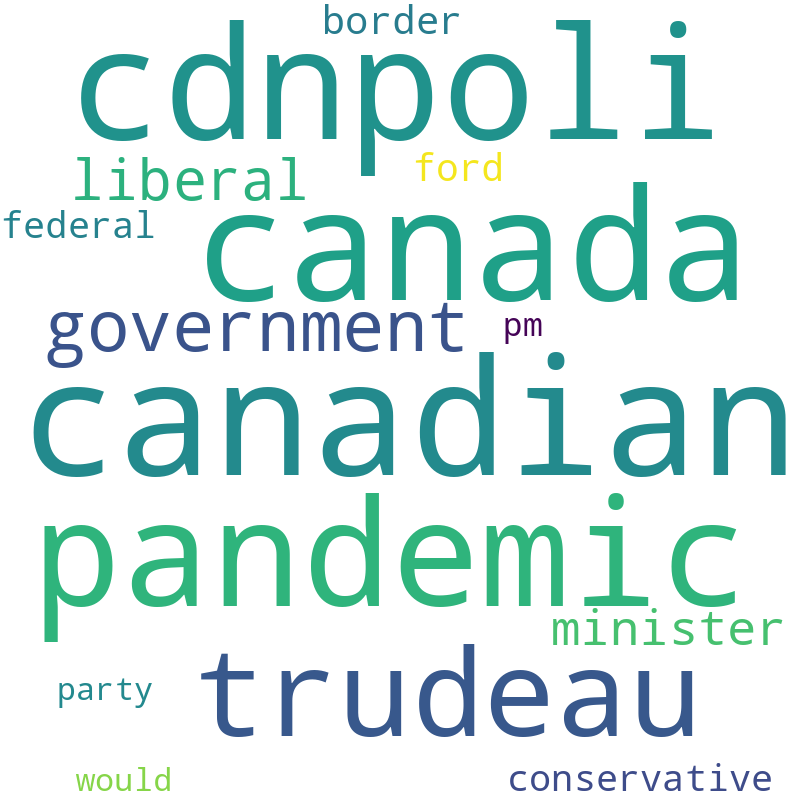 border
cdnpoli
liberal
ford
federal
canada
government
pm
canadian
pandemic
minister
trudeau
party
would
conservative